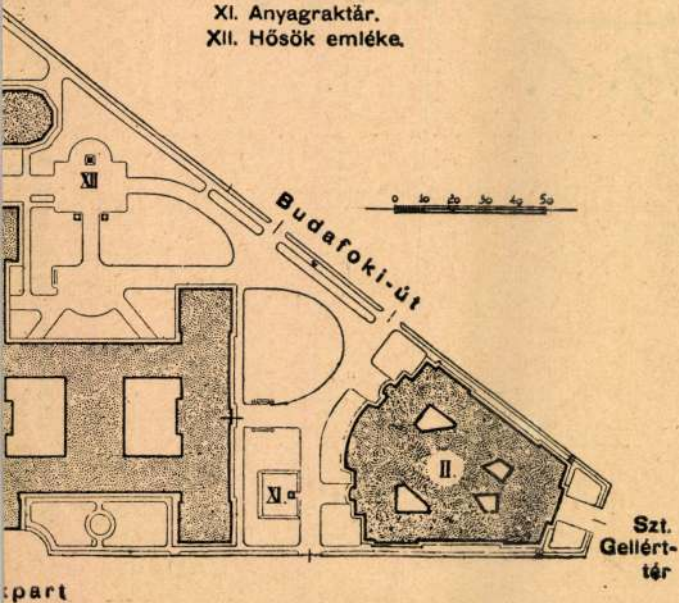 XI. Anyagraktár.
XII. Hősök emléke.
XII
0 10 20 30 40 50
Budafoki-út
II.
XI.
Szt.
Gellért-
tér
part